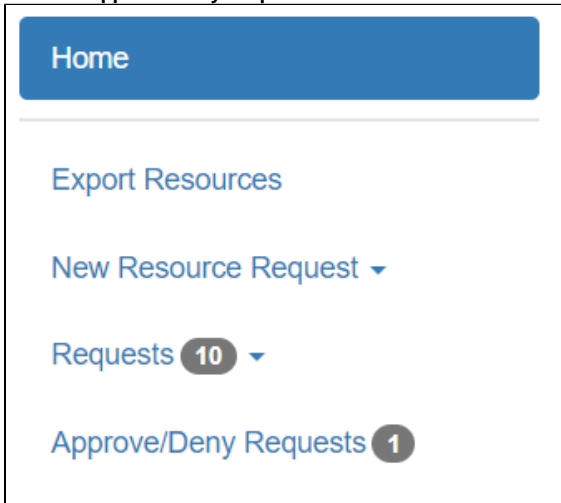 Home
Export Resources
New Resource Request
Requests 10
Approve/Deny Requests 1